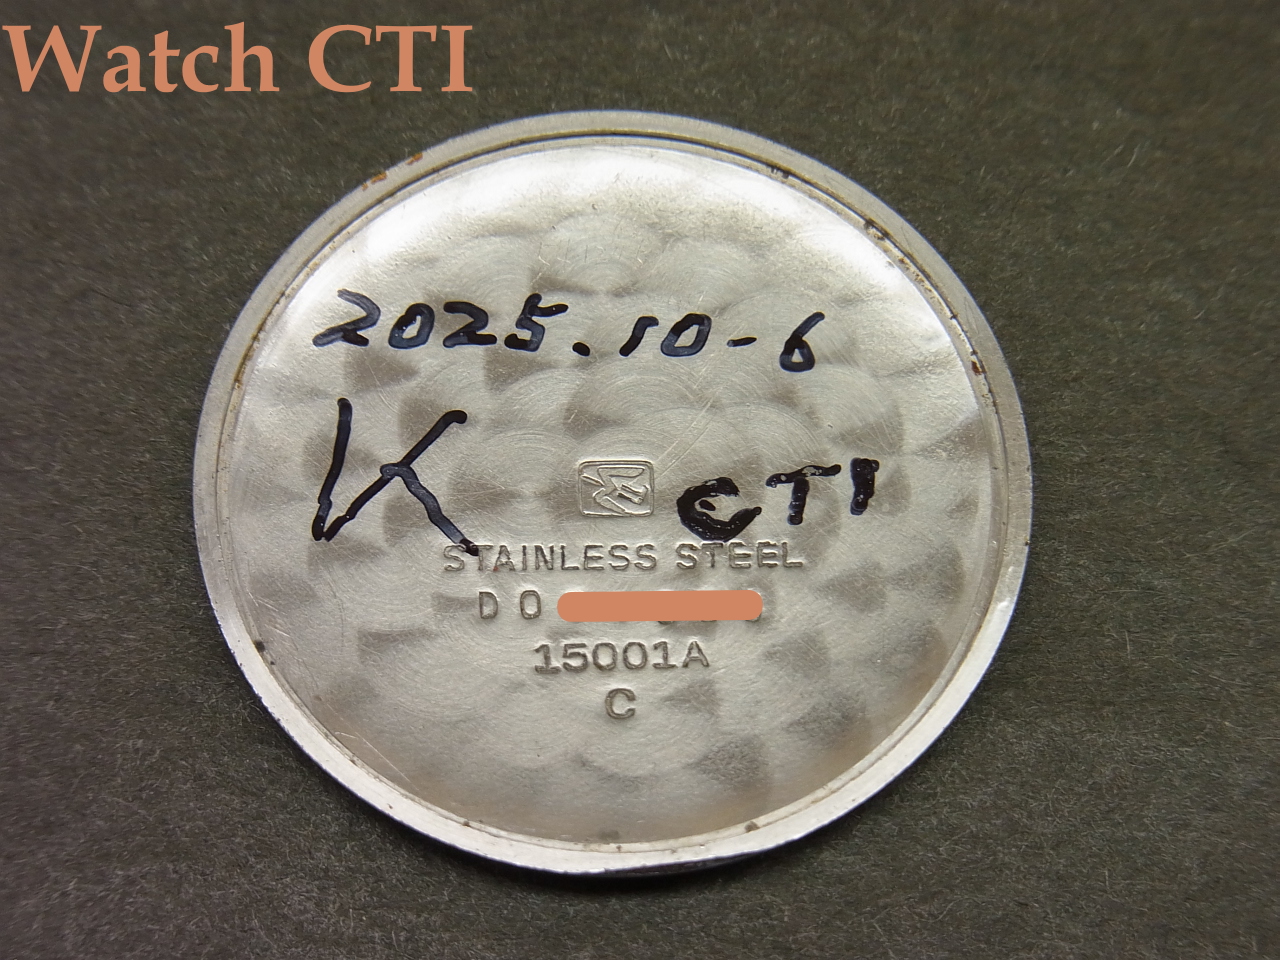 Watch CTI
2025.10-6
K CTI
STAINLESS STEEL
DO
15001A
C